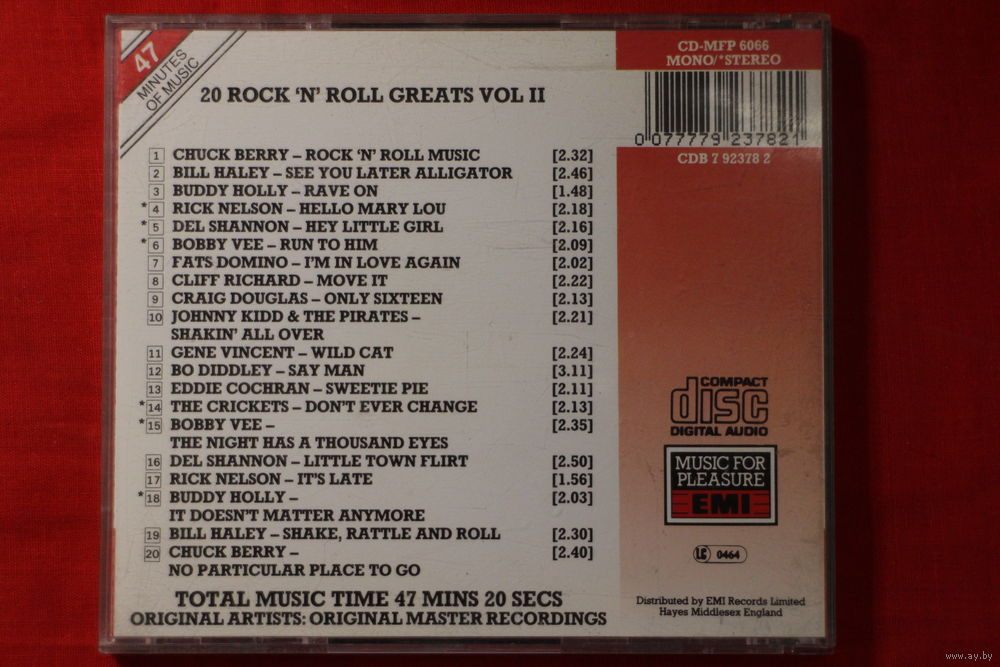 47
MINUTES
OF MUSIC
20 ROCK ‘N’ ROLL GREATS VOL II
1 CHUCK BERRY – ROCK ‘N’ ROLL MUSIC [2.32]
2 BILL HALEY – SEE YOU LATER ALLIGATOR [2.46]
3 BUDDY HOLLY – RAVE ON [1.48]
*4 RICK NELSON – HELLO MARY LOU [2.18]
*5 DEL SHANNON – HEY LITTLE GIRL [2.16]
*6 BOBBY VEE – RUN TO HIM [2.09]
7 FATS DOMINO – I’M IN LOVE AGAIN [2.02]
8 CLIFF RICHARD – MOVE IT [2.22]
9 CRAIG DOUGLAS – ONLY SIXTEEN [2.13]
10 JOHNNY KIDD & THE PIRATES – [2.21]
SHAKIN’ ALL OVER
11 GENE VINCENT – WILD CAT [2.24]
12 BO DIDDLEY – SAY MAN [3.11]
13 EDDIE COCHRAN – SWEETIE PIE [2.11]
*14 THE CRICKETS – DON’T EVER CHANGE [2.13]
*15 BOBBY VEE – [2.35]
THE NIGHT HAS A THOUSAND EYES
16 DEL SHANNON – LITTLE TOWN FLIRT [2.50]
17 RICK NELSON – IT’S LATE [1.56]
*18 BUDDY HOLLY – [2.03]
IT DOESN’T MATTER ANYMORE
19 BILL HALEY – SHAKE, RATTLE AND ROLL [2.30]
20 CHUCK BERRY – [2.40]
NO PARTICULAR PLACE TO GO
TOTAL MUSIC TIME 47 MINS 20 SECS
ORIGINAL ARTISTS: ORIGINAL MASTER RECORDINGS
CD-MFP 6066
MONO/*STEREO
0 077779 237821
CDB 7 92378 2
COMPACT
disc
DIGITAL AUDIO
MUSIC FOR
PLEASURE
EMI
LC 0464
Distributed by EMI Records Limited
Hayes Middlesex England
www.ay.by